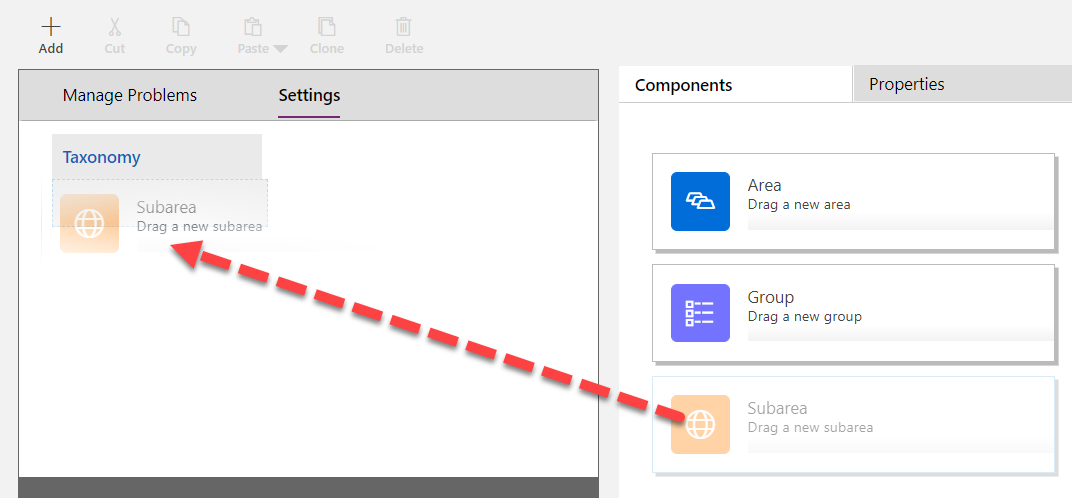 Add
Cut
Copy
Paste
Clone
Delete
Manage Problems
Settings
Taxonomy
Subarea
Drag a new subarea
Components
Properties
Area
Drag a new area
Group
Drag a new group
Subarea
Drag a new subarea